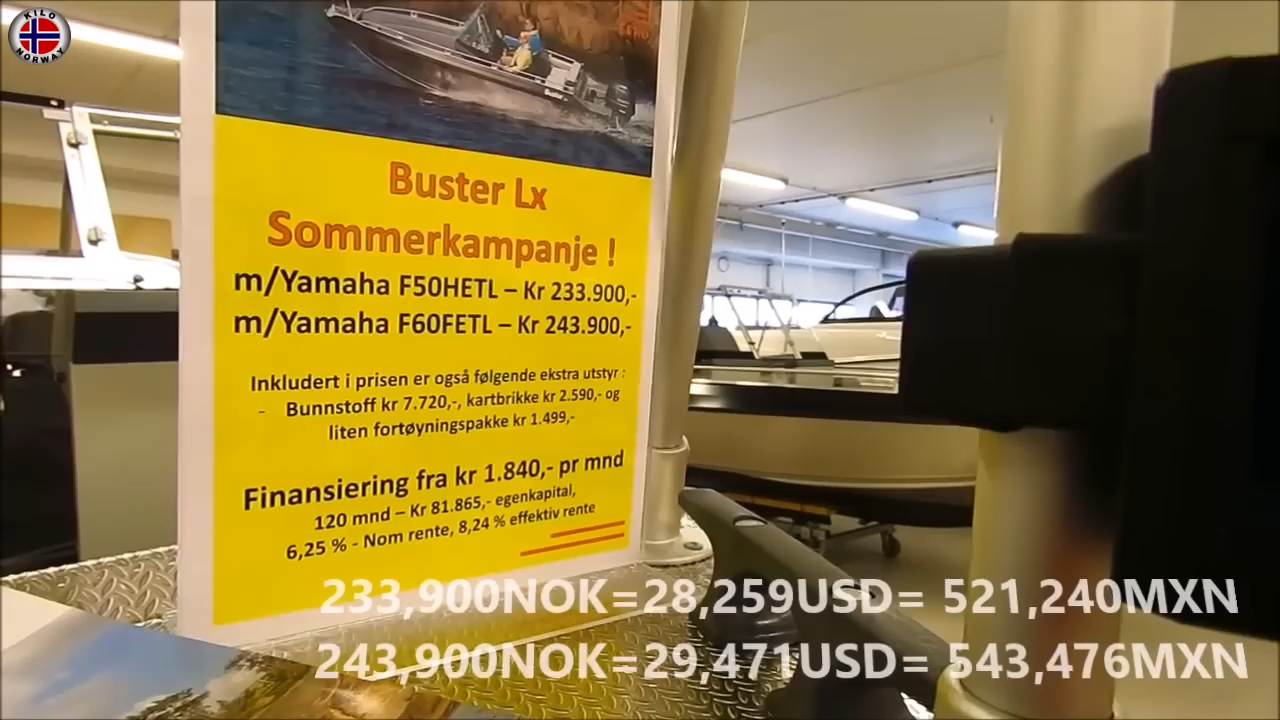 KILO
NORWAY
Buster Lx
Sommerkampanje !
m/Yamaha F50HETL – Kr 233.900,-
m/Yamaha F60FETL – Kr 243.900,-
Inkludert i prisen er også følgende ekstra utstyr :
- Bunnstoff kr 7.720,-, kartbrikke kr 2.590,- og
liten fortøyningspakke kr 1.499,-
Finansiering fra kr 1.840,- pr mnd
120 mnd – Kr 81.865,- egenkapital,
6,25 % - Nom rente, 8,24 % effektiv rente
233,900NOK=28,259USD= 521,240MXN
243,900NOK=29,471USD= 543,476MXN